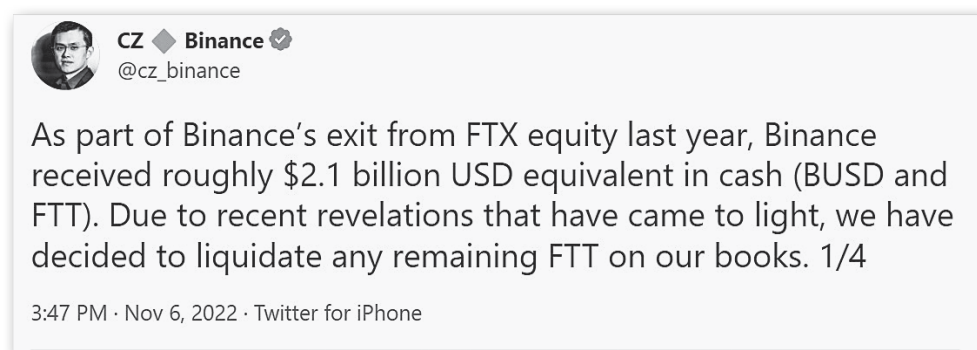 CZ 🔶 Binance
@cz_binance
As part of Binance’s exit from FTX equity last year, Binance
received roughly $2.1 billion USD equivalent in cash (BUSD and
FTT). Due to recent revelations that have came to light, we have
decided to liquidate any remaining FTT on our books. 1/4
3:47 PM · Nov 6, 2022 · Twitter for iPhone